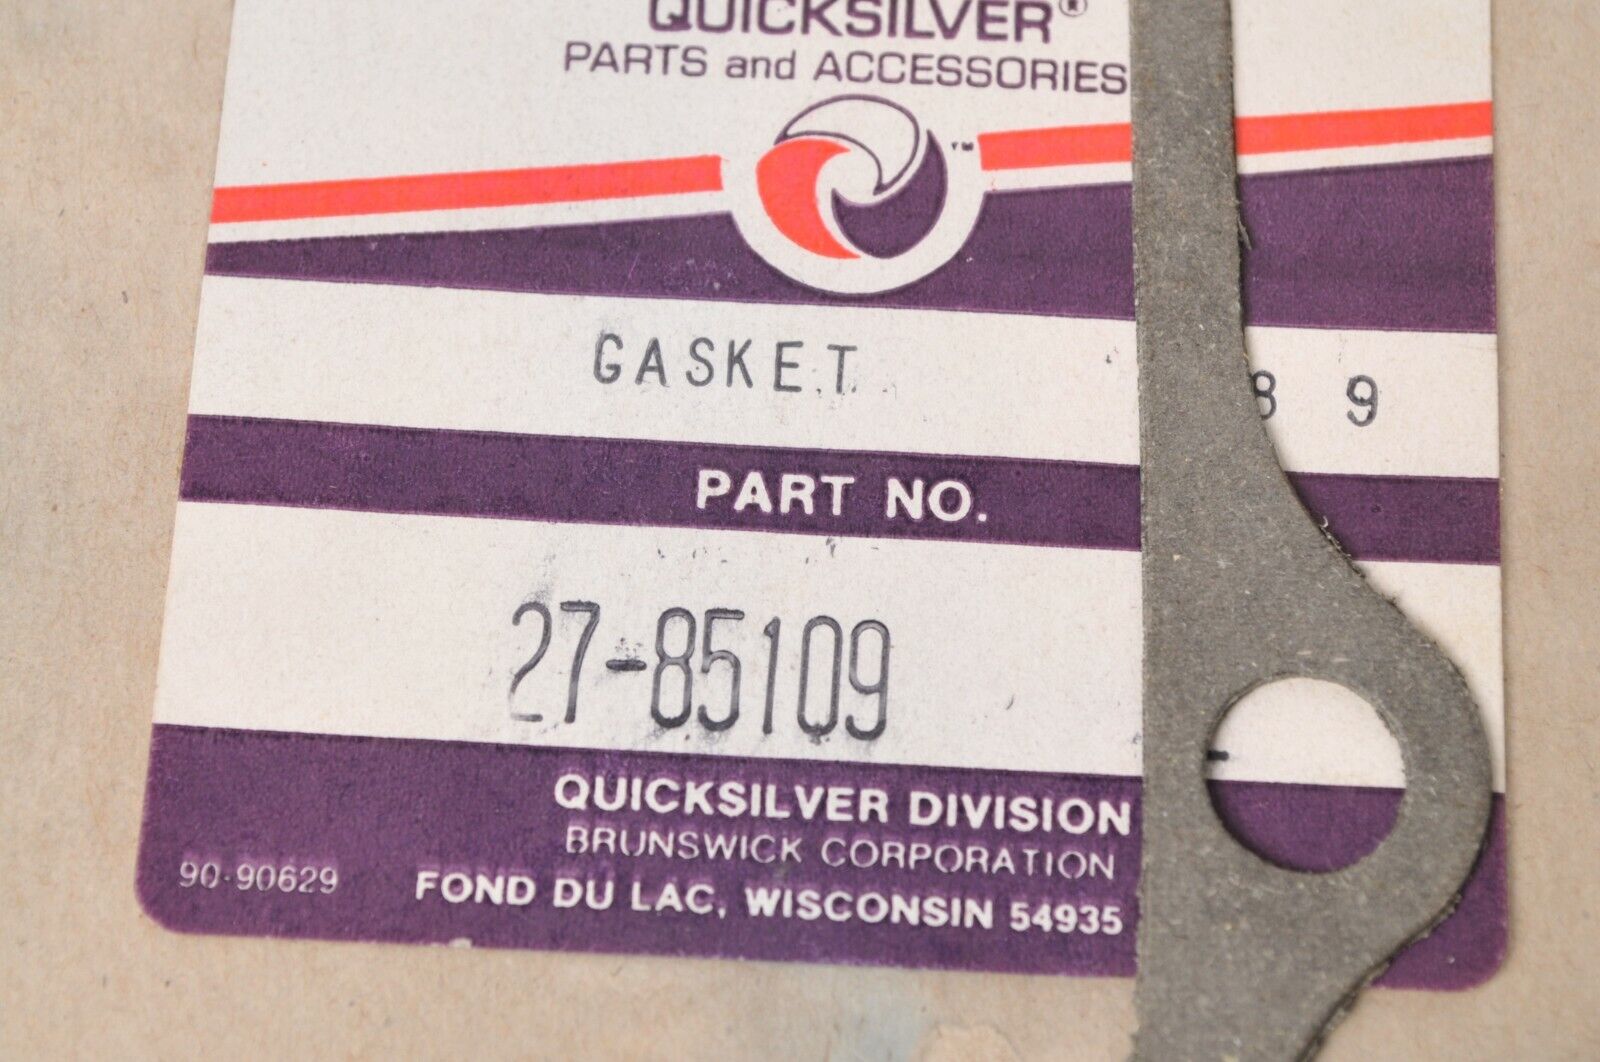 QUICKSILVER®
PARTS and ACCESSORIES
TM
GASKET 8 9
PART NO.
27-85109
QUICKSILVER DIVISION
BRUNSWICK CORPORATION
90-90629 FOND DU LAC, WISCONSIN 54935